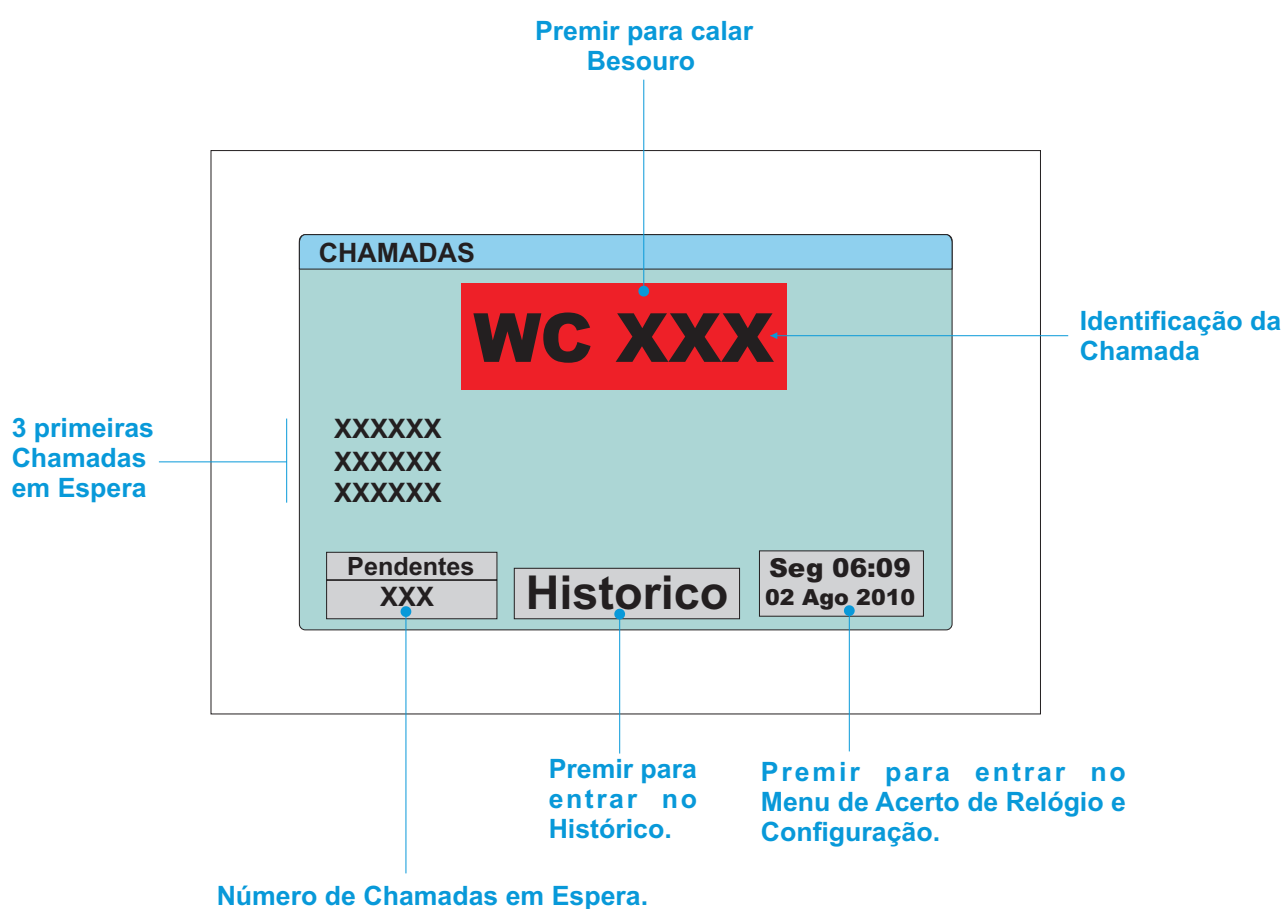 Premir para calar
Besouro
CHAMADAS
WC XXX
Identificação da
Chamada
3 primeiras
Chamadas
em Espera
XXXXXX
XXXXXX
XXXXXX
Pendentes
XXX
Historico
Seg 06:09
02 Ago 2010
Premir para
entrar no
Histórico.
Premir para entrar no
Menu de Acerto de Relógio e
Configuração.
Número de Chamadas em Espera.